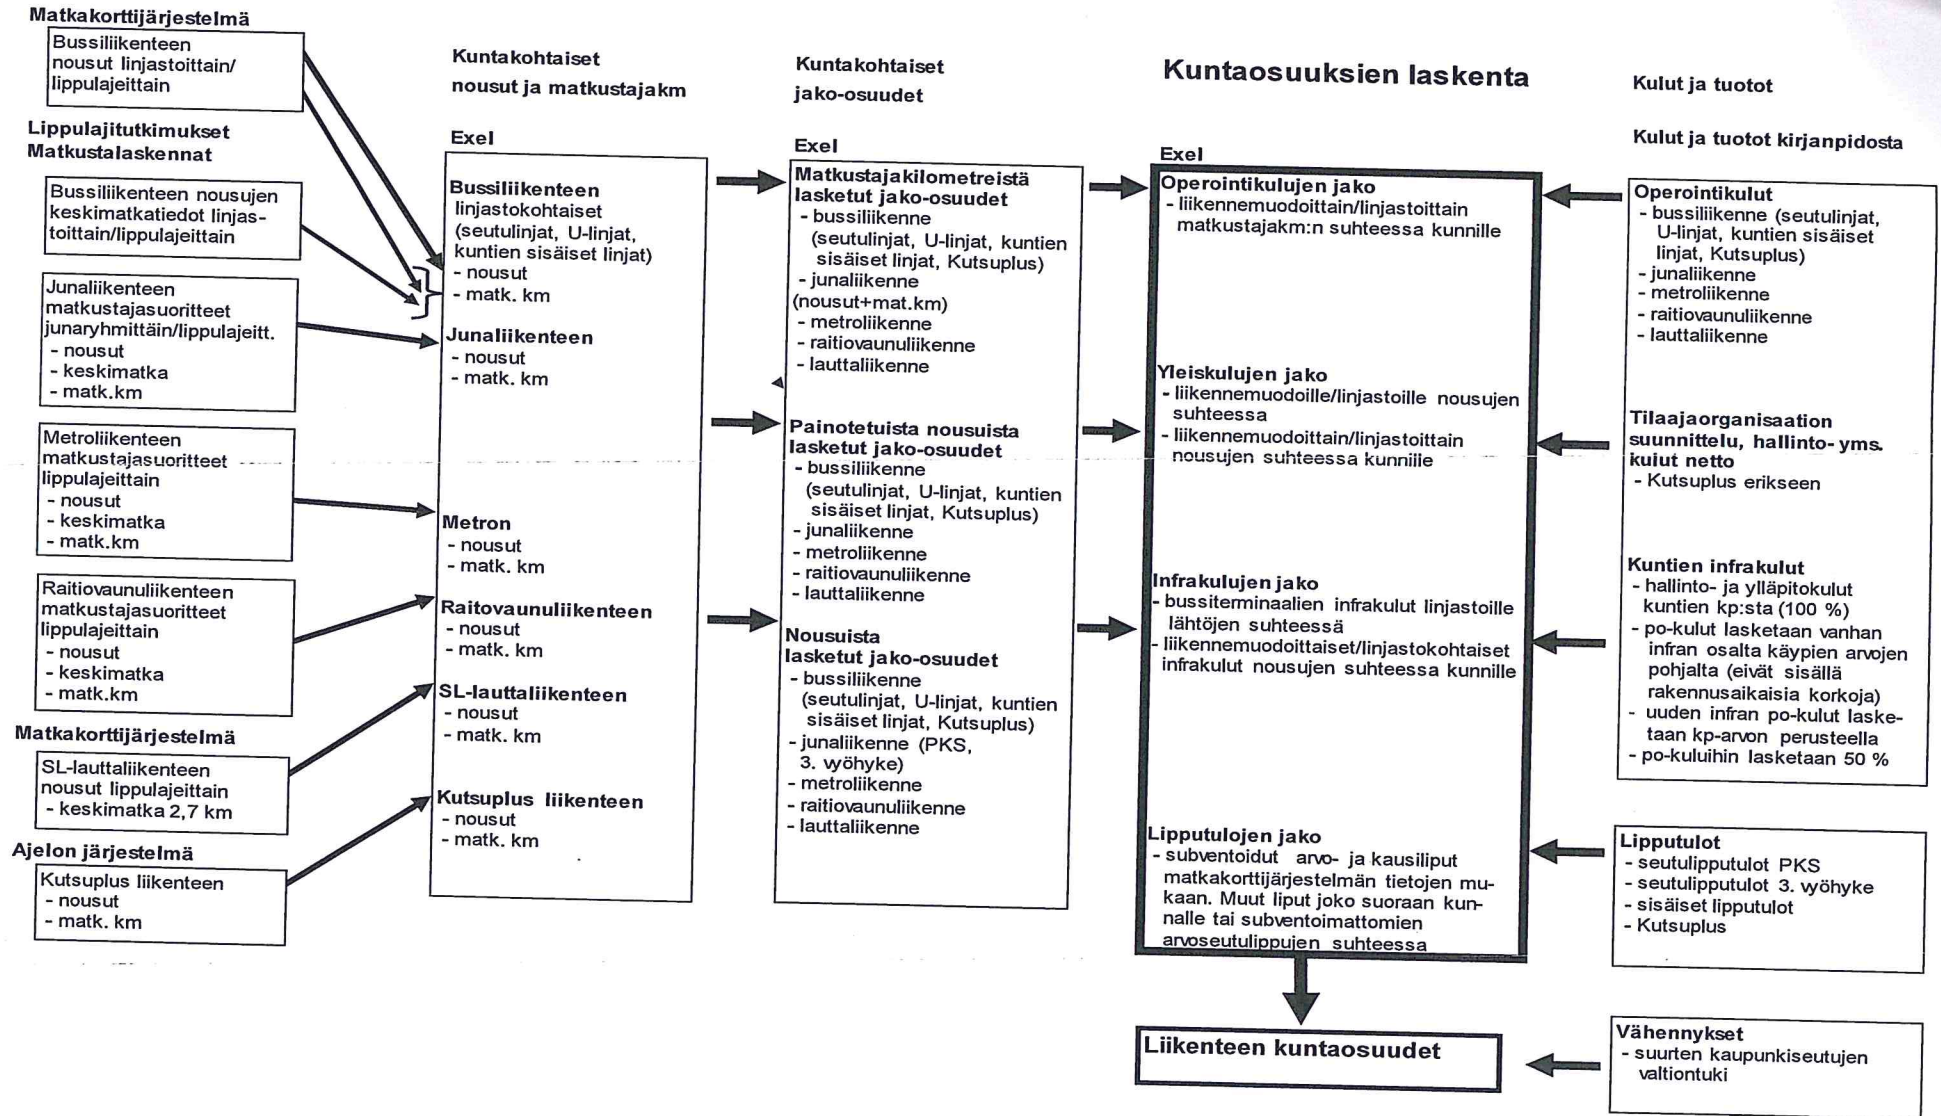 Matkakorttijärjestelmä
Bussiliikenteen
nousut linjastoittain/
lippulajeittain
Lippulajitutkimukset
Matkustalaskennat
Bussiliikenteen nousujen
keskimatkatiedot linjas-
toittain/lippulajeittain
Junaliikenteen
matkustajasuoritteet
junaryhmittäin/lippulajeitt.
- nousut
- keskimatka
- matk.km
Metroliikenteen
matkustajasuoritteet
lippulajeittain
- nousut
- keskimatka
- matk.km
Raitiovaunuliikenteen
matkustajasuoritteet
lippulajeittain
- nousut
- keskimatka
- matk.km
Matkakorttijärjestelmä
SL-lauttaliikenteen
nousut lippulajeittain
- keskimatka 2,7 km
Ajelon järjestelmä
Kutsuplus liikenteen
- nousut
- matk. km
Kuntakohtaiset
nousut ja matkustajakm
Exel
Bussiliikenteen
linjastokohtaiset
(seutulinjat, U-linjat,
kuntien sisäiset linjat)
- nousut
- matk. km
Junaliikenteen
- nousut
- matk. km
Metron
- nousut
- matk. km
Raitovaunuliikenteen
- nousut
- matk. km
SL-lauttaliikenteen
- nousut
- matk. km
Kutsuplus liikenteen
- nousut
- matk. km
Kuntakohtaiset
jako-osuudet
Exel
Matkustajakilometreistä
lasketut jako-osuudet
- bussiliikenne
(seutulinjat, U-linjat, kuntien
sisäiset linjat, Kutsuplus)
- junaliikenne
(nousut+mat.km)
- metroliikenne
- raitiovaunuliikenne
- lauttaliikenne
Painotetuista nousuista
lasketut jako-osuudet
- bussiliikenne
(seutulinjat, U-linjat, kuntien
sisäiset linjat, Kutsuplus)
- junaliikenne
- metroliikenne
- raitiovaunuliikenne
- lauttaliikenne
Nousuista
lasketut jako-osuudet
- bussiliikenne
(seutulinjat, U-linjat, kuntien
sisäiset linjat, Kutsuplus)
- junaliikenne (PKS,
3. vyöhyke)
- metroliikenne
- raitiovaunuliikenne
- lauttaliikenne
Kuntaosuuksien laskenta
Exel
Operointikulujen jako
- liikennemuodoittain/linjastoittain
matkustajakm:n suhteessa kunnille
Yleiskulujen jako
- liikennemuodoille/linjastoille nousujen
suhteessa
- liikennemuodoittain/linjastoittain
nousujen suhteessa kunnille
Infrakulujen jako
- bussiterminaalien infrakulut linjastoille
lähtöjen suhteessä
- liikennemuodoittaiset/linjastokohtaiset
infrakulut nousujen suhteessa kunnille
Lipputulojen jako
- subventoidut arvo- ja kausiliput
matkakorttijärjestelmän tietojen mu-
kaan. Muut liput joko suoraan kun-
nalle tai subventoimattomien
arvoseutulippujen suhteessa
Liikenteen kuntaosuudet
Kulut ja tuotot
Kulut ja tuotot kirjanpidosta
Operointikulut
- bussiliikenne (seutulinjat,
U-linjat, kuntien sisäiset
linjat, Kutsuplus)
- junaliikenne
- metroliikenne
- raitiovaunuliikenne
- lauttaliikenne
Tilaajaorganisaation
suunnittelu, hallinto- yms.
kulut netto
- Kutsuplus erikseen
Kuntien infrakulut
- hallinto- ja ylläpitokulut
kuntien kp:sta (100 %)
- po-kulut lasketaan vanhan
infran osalta käypien arvojen
pohjalta (eivät sisällä
rakennusaikaisia korkoja)
- uuden infran po-kulut laske-
taan kp-arvon perusteella
- po-kuluihin lasketaan 50 %
Lipputulot
- seutulipputulot PKS
- seutulipputulot 3. vyöhyke
- sisäiset lipputulot
- Kutsuplus
Vähennykset
- suurten kaupunkiseutujen
valtiontuki